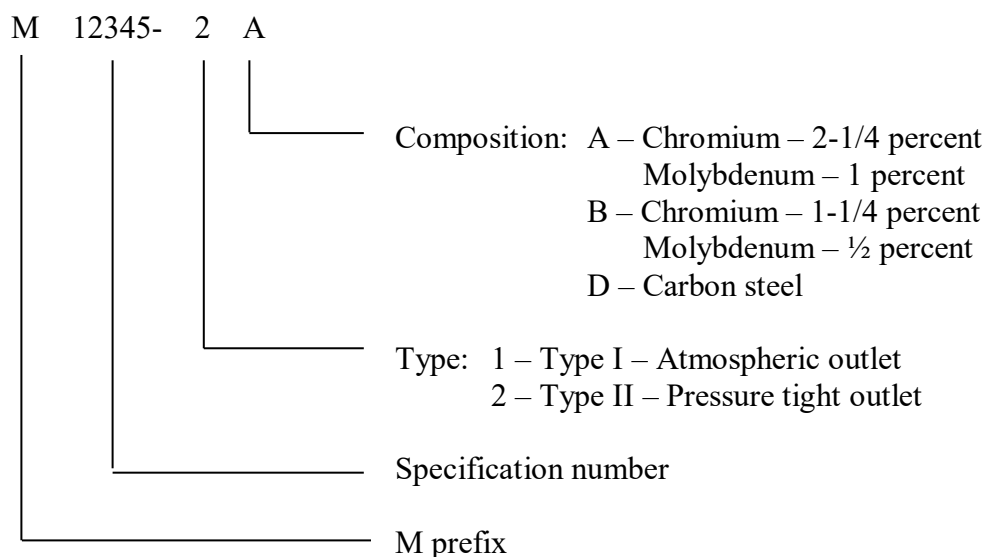 M 12345- 2 A
Composition: A – Chromium – 2-1/4 percent
Molybdenum – 1 percent
B – Chromium – 1-1/4 percent
Molybdenum – ½ percent
D – Carbon steel
Type: 1 – Type I – Atmospheric outlet
2 – Type II – Pressure tight outlet
Specification number
M prefix